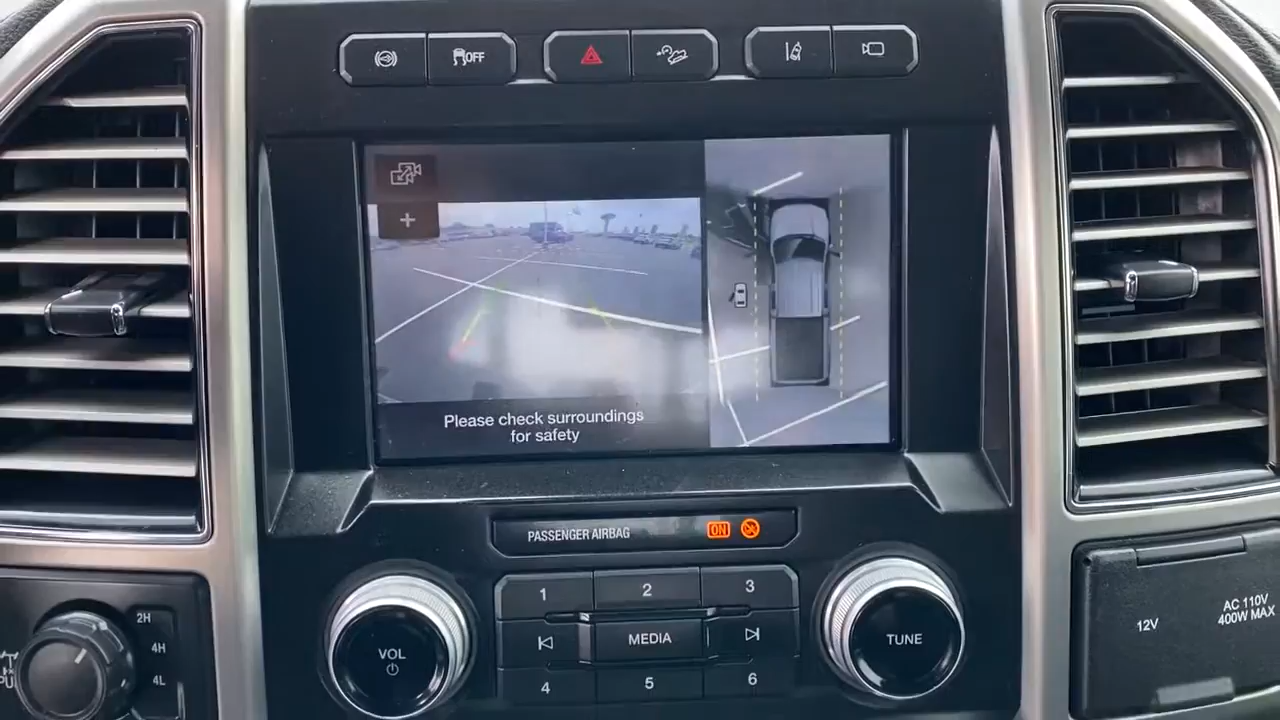 OFF
+
Please check surroundings
for safety
PASSENGER AIRBAG ON
1 2 3
MEDIA
4 5 6
VOL
TUNE
2H
4H
4L
12V
AC 110V
400W MAX